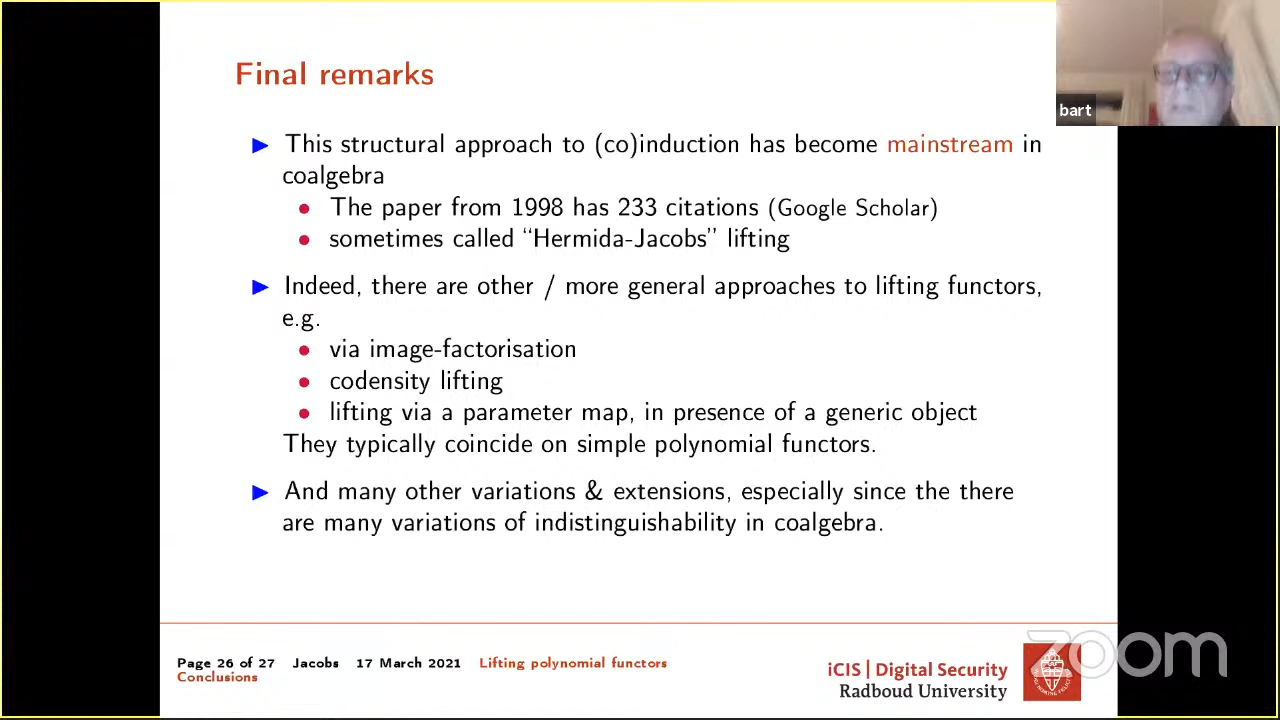 Final remarks
bart
▶ This structural approach to (co)induction has become mainstream in
coalgebra
• The paper from 1998 has 233 citations (Google Scholar)
• sometimes called “Hermida-Jacobs” lifting
▶ Indeed, there are other / more general approaches to lifting functors,
e.g.
• via image-factorisation
• codensity lifting
• lifting via a parameter map, in presence of a generic object
They typically coincide on simple polynomial functors.
▶ And many other variations & extensions, especially since the there
are many variations of indistinguishability in coalgebra.
Page 26 of 27 Jacobs 17 March 2021 Lifting polynomial functors
Conclusions
iCIS | Digital Security
Radboud University
zoom